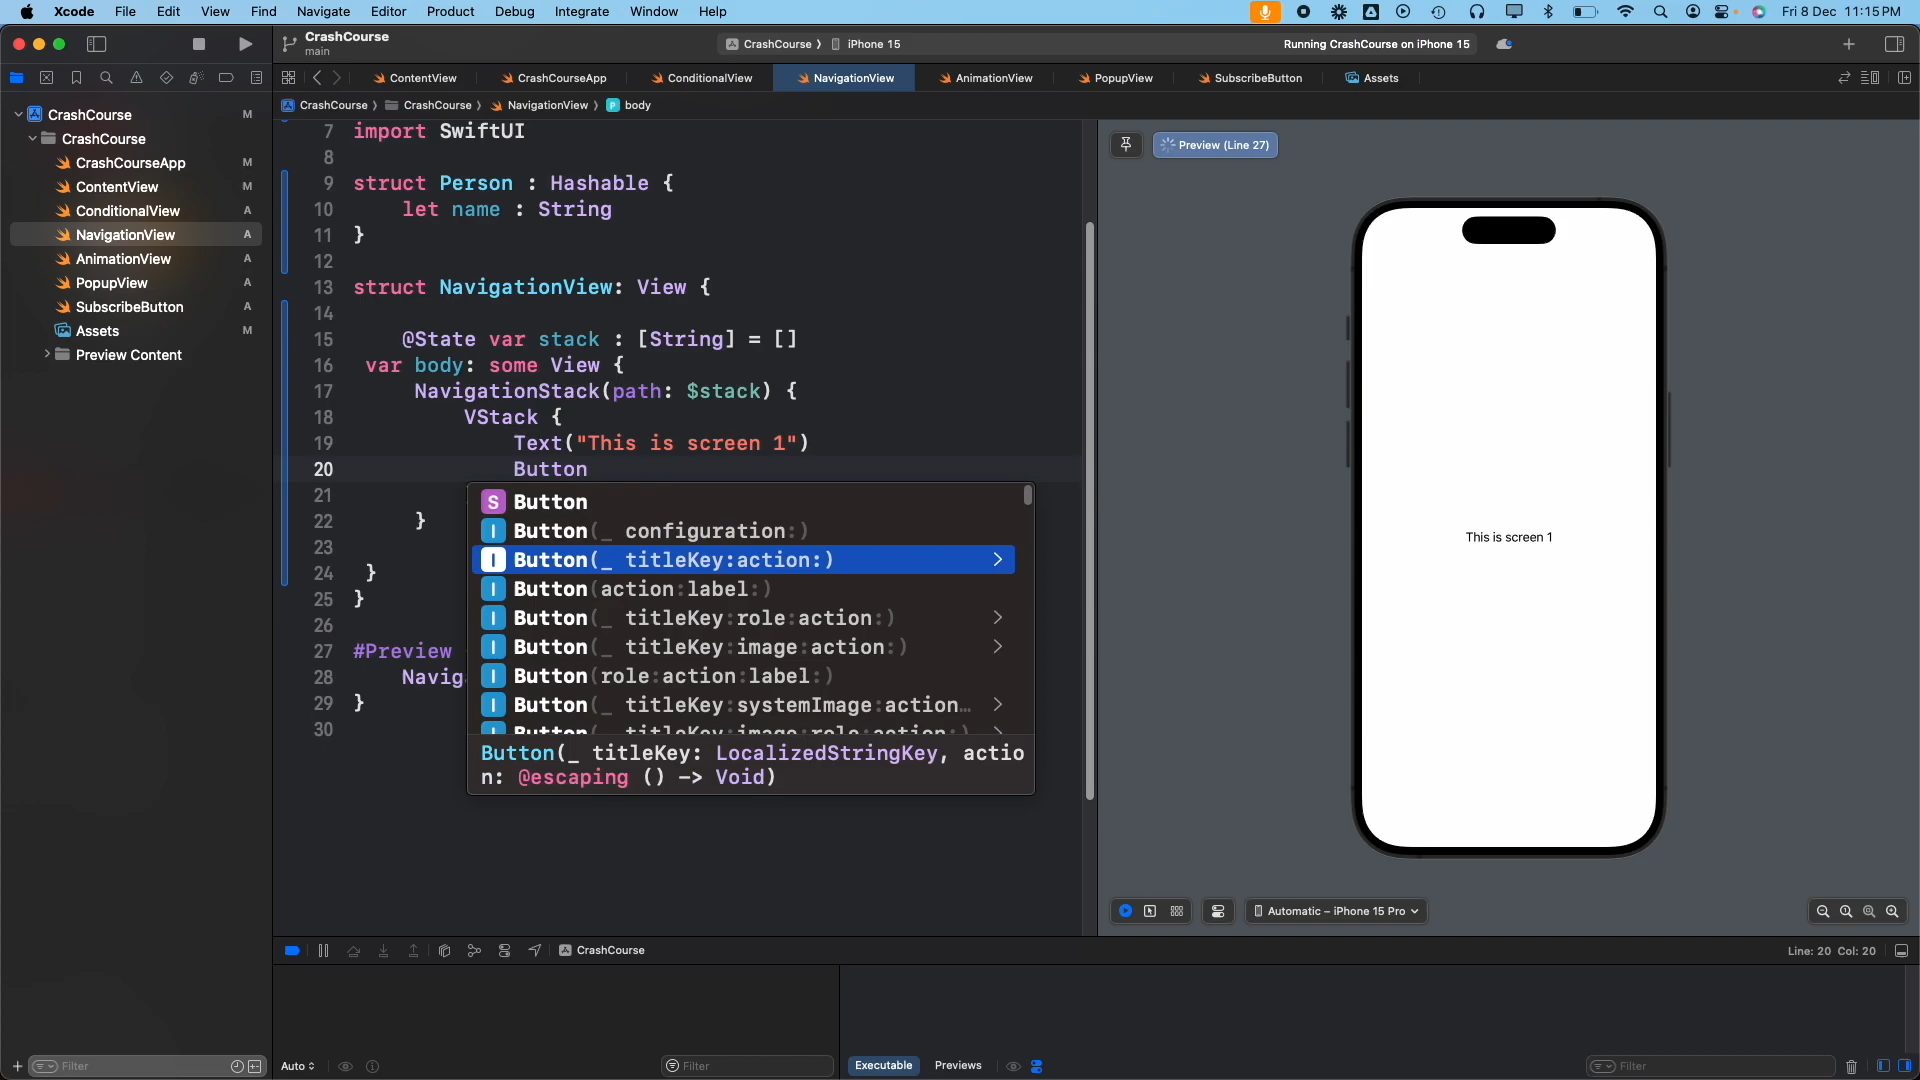 Xcode File Edit View Find Navigate Editor Product Debug Integrate Window Help Fri 8 Dec 11:15 PM
CrashCourse
main
CrashCourse ⟩ iPhone 15 Running CrashCourse on iPhone 15
ContentView CrashCourseApp ConditionalView NavigationView AnimationView PopupView SubscribeButton Assets
CrashCourse ⟩ CrashCourse ⟩ NavigationView ⟩ P body
CrashCourse M
CrashCourse
CrashCourseApp M
ContentView M
ConditionalView A
NavigationView A
AnimationView A
PopupView A
SubscribeButton A
Assets M
Preview Content
7 import SwiftUI
8
9 struct Person : Hashable {
10 let name : String
11 }
12
13 struct NavigationView: View {
14
15 @State var stack : [String] = []
16 var body: some View {
17 NavigationStack(path: $stack) {
18 VStack {
19 Text("This is screen 1")
20 Button
21
22 }
23
24 }
25 }
26
27 #Preview
28 Navig
29 }
30
S Button
I Button(_ configuration:)
I Button(_ titleKey:action:)
I Button(action:label:)
I Button(_ titleKey:role:action:)
I Button(_ titleKey:image:action:)
I Button(role:action:label:)
I Button(_ titleKey:systemImage:action…
I Button(_ titleKey:image:role:action:)
Button(_ titleKey: LocalizedStringKey, actio
n: @escaping () -> Void)
Preview (Line 27)
This is screen 1
Automatic – iPhone 15 Pro
CrashCourse
Line: 20 Col: 20
Filter
Auto
Filter
Executable Previews
Filter